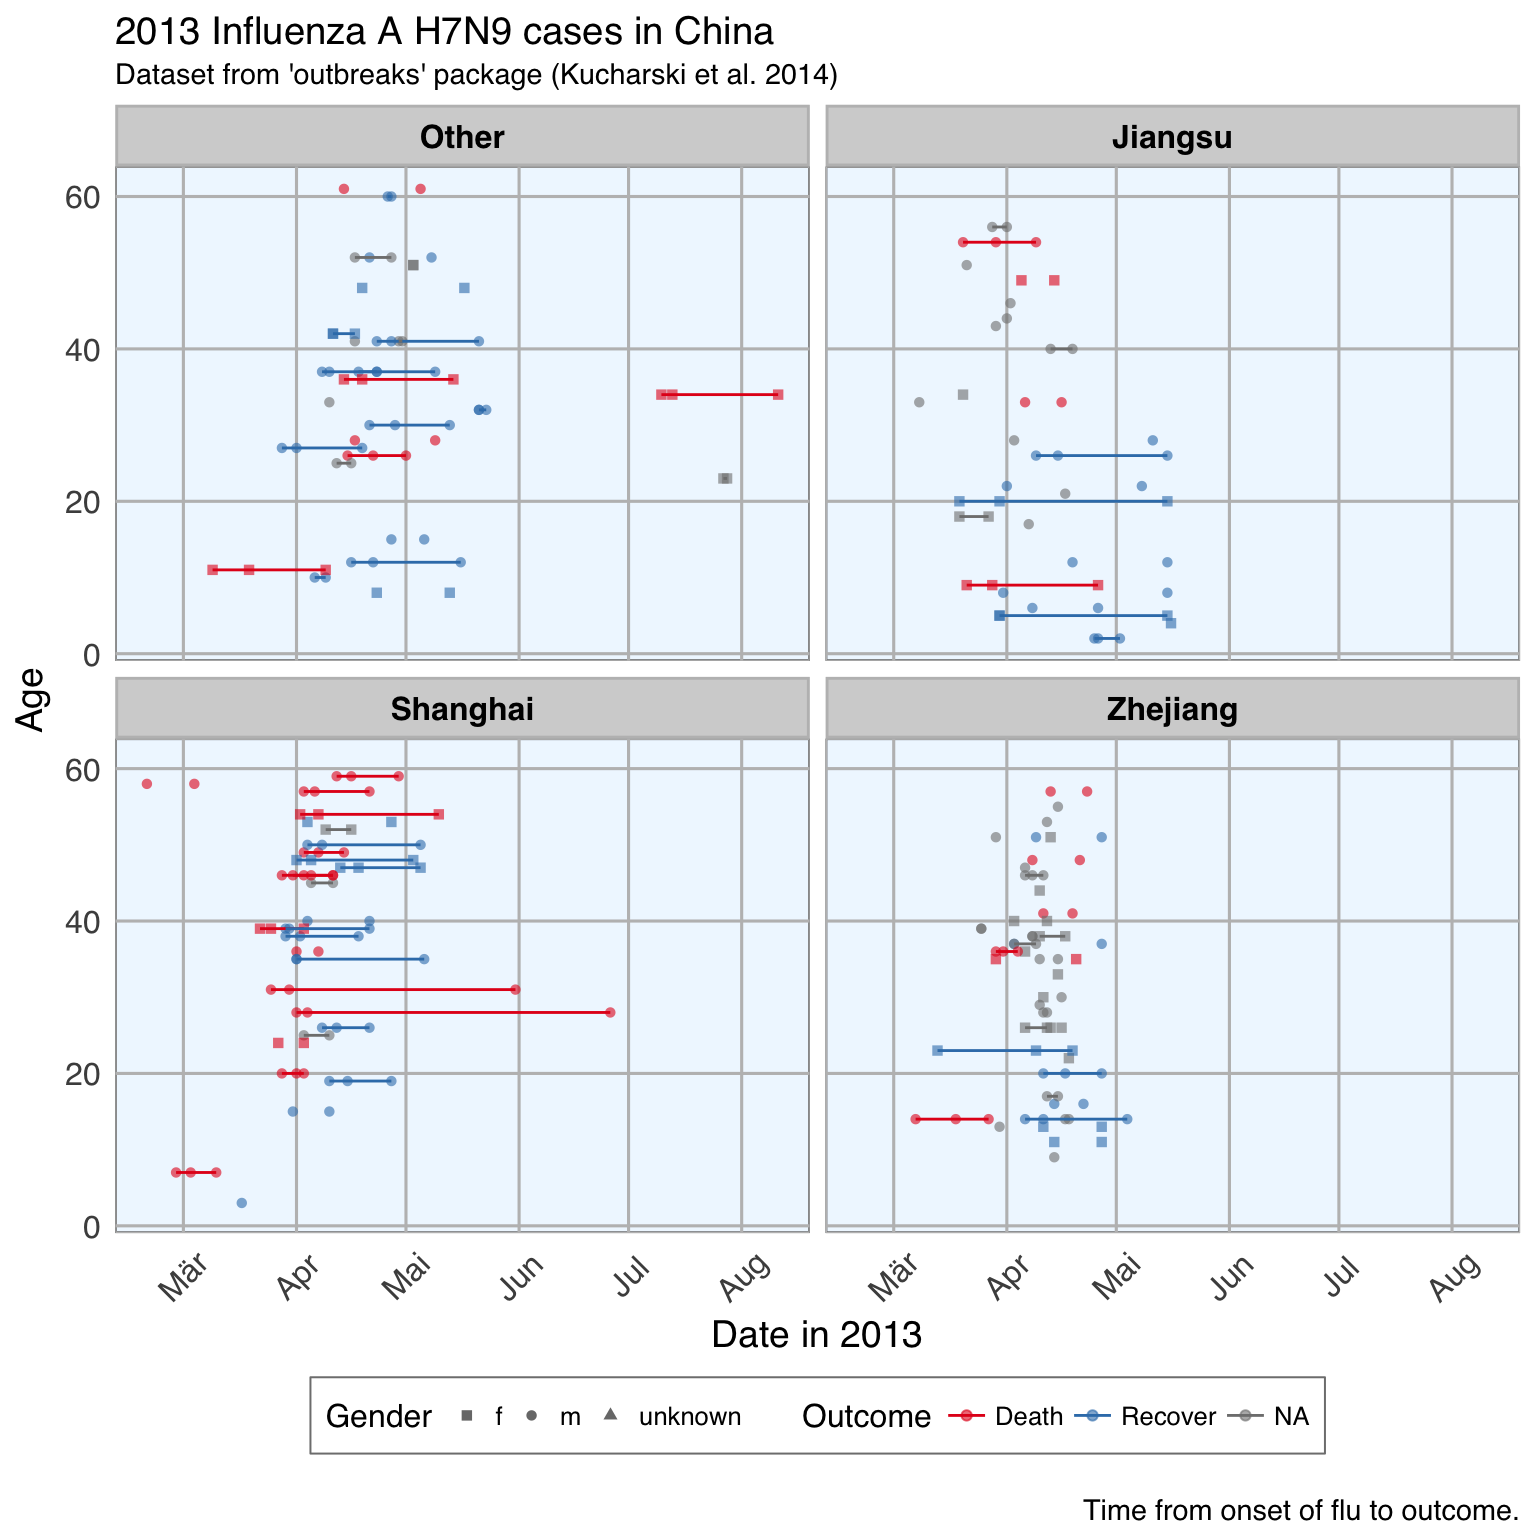 2013 Influenza A H7N9 cases in China
Dataset from 'outbreaks' package (Kucharski et al. 2014)
Other
Jiangsu
60
40
20
0
Age
Shanghai
Zhejiang
60
40
20
0
Mär Apr Mai Jun Jul Aug
Mär Apr Mai Jun Jul Aug
Date in 2013
Gender f m unknown Outcome Death Recover NA
Time from onset of flu to outcome.